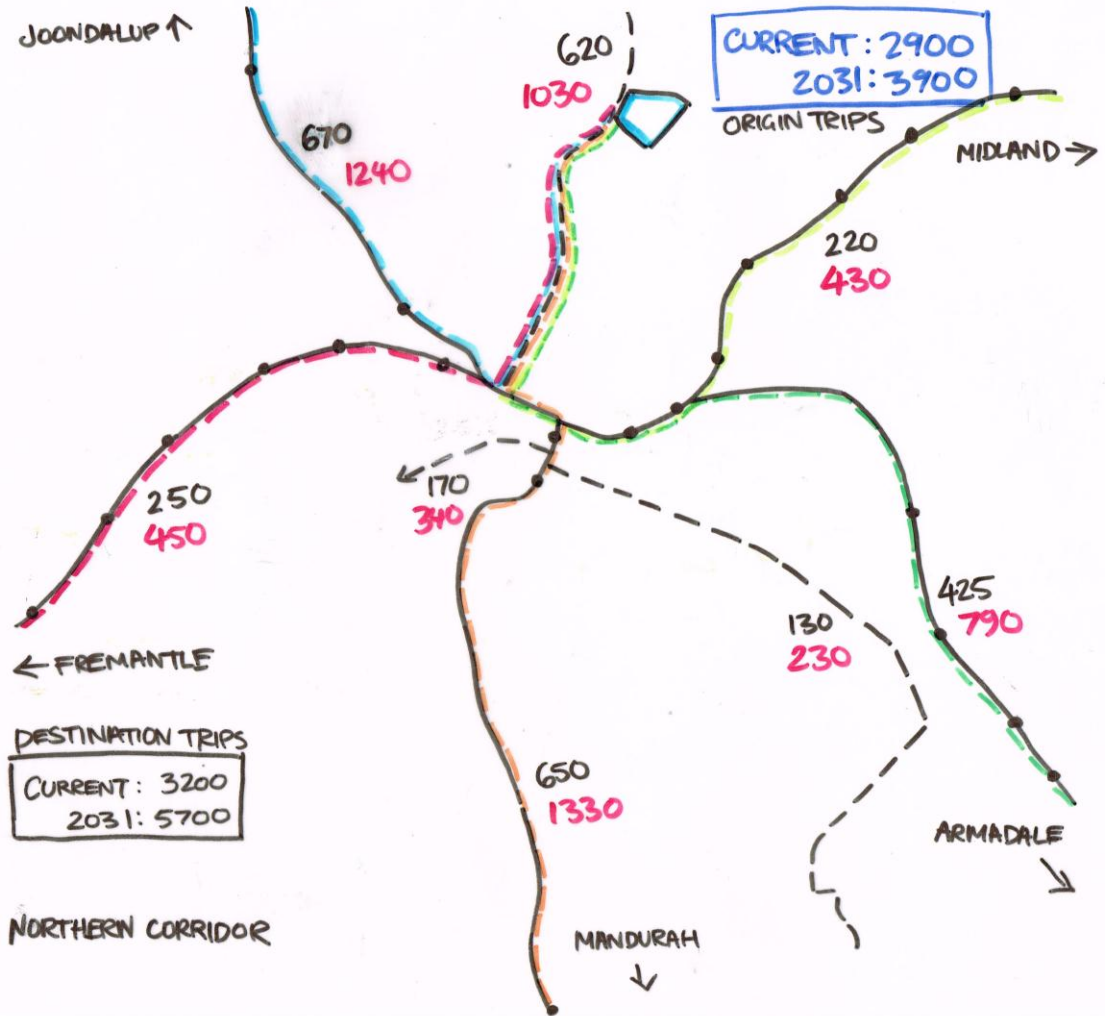 JOONDALUP ↑
620
1030
CURRENT: 2900
2031: 3900
ORIGIN TRIPS
MIDLAND →
670
1240
220
430
170
340
250
450
← FREMANTLE
425
790
130
230
DESTINATION TRIPS
CURRENT: 3200
2031: 5700
650
1330
ARMADALE
↘
NORTHERN CORRIDOR
MANDURAH
↓